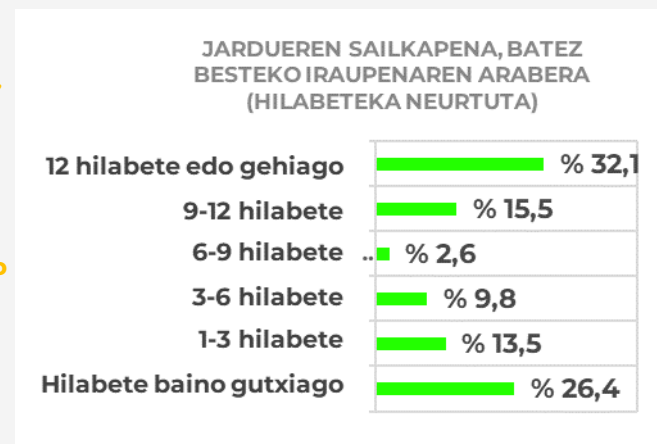 JARDUEREN SAILKAPENA, BATEZ
BESTEKO IRAUPENAREN ARABERA
(HILABETEKA NEURTUTA)
12 hilabete edo gehiago % 32,1
9-12 hilabete % 15,5
6-9 hilabete .. % 2,6
3-6 hilabete % 9,8
1-3 hilabete % 13,5
Hilabete baino gutxiago % 26,4